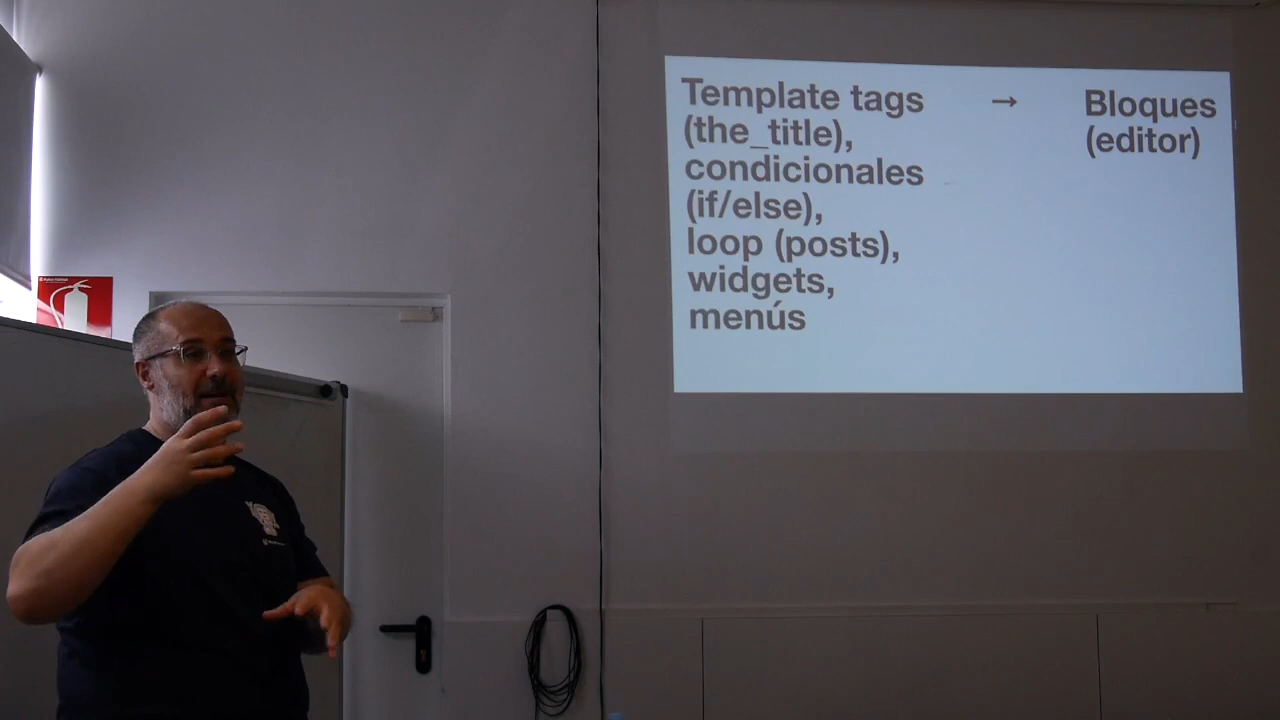 Template tags → Bloques
(the_title), (editor)
condicionales
(if/else),
loop (posts),
widgets,
menús